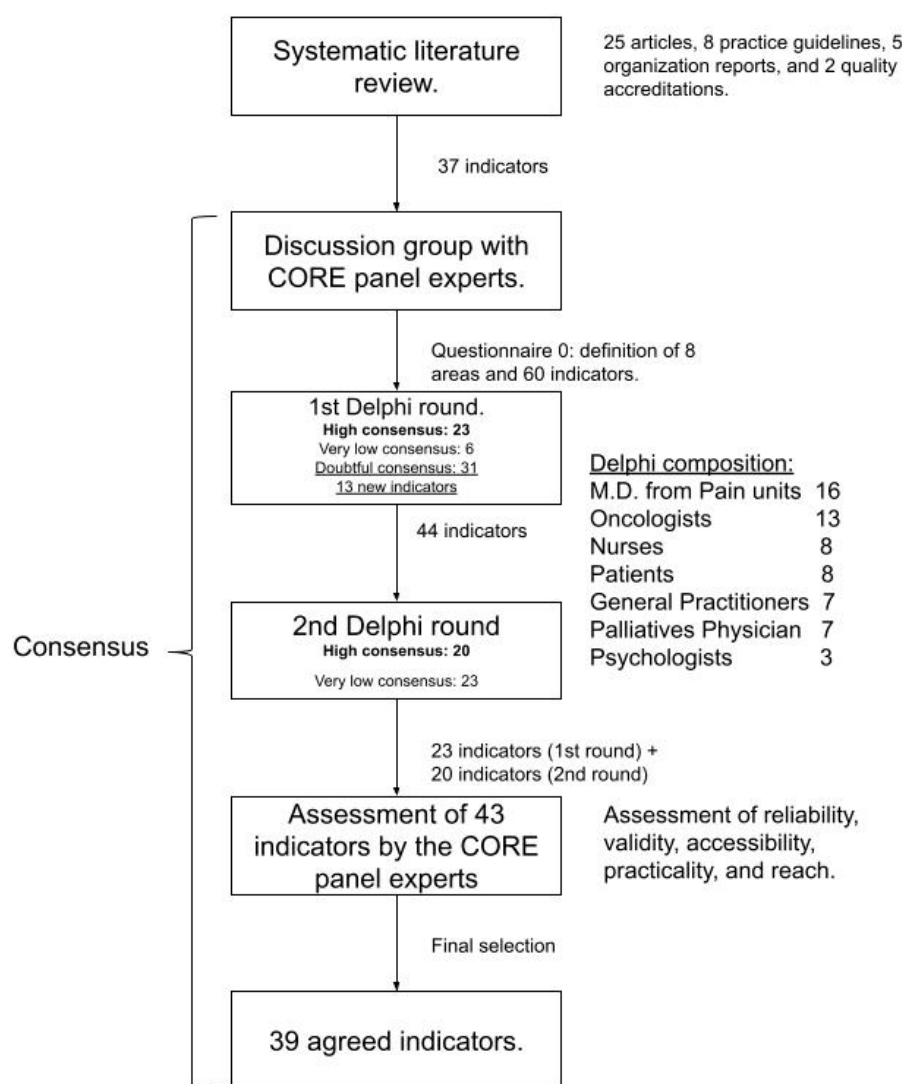 Systematic literature
review.
25 articles, 8 practice guidelines, 5
organization reports, and 2 quality
accreditations.
37 indicators
Discussion group with
CORE panel experts.
Questionnaire 0: definition of 8
areas and 60 indicators.
1st Delphi round.
High consensus: 23
Very low consensus: 6
Doubtful consensus: 31
13 new indicators
Delphi composition:
M.D. from Pain units 16
Oncologists 13
Nurses 8
Patients 8
General Practitioners 7
Palliatives Physician 7
Psychologists 3
44 indicators
Consensus
2nd Delphi round
High consensus: 20
Very low consensus: 23
23 indicators (1st round) +
20 indicators (2nd round)
Assessment of 43
indicators by the CORE
panel experts
Assessment of reliability,
validity, accessibility,
practicality, and reach.
Final selection
39 agreed indicators.